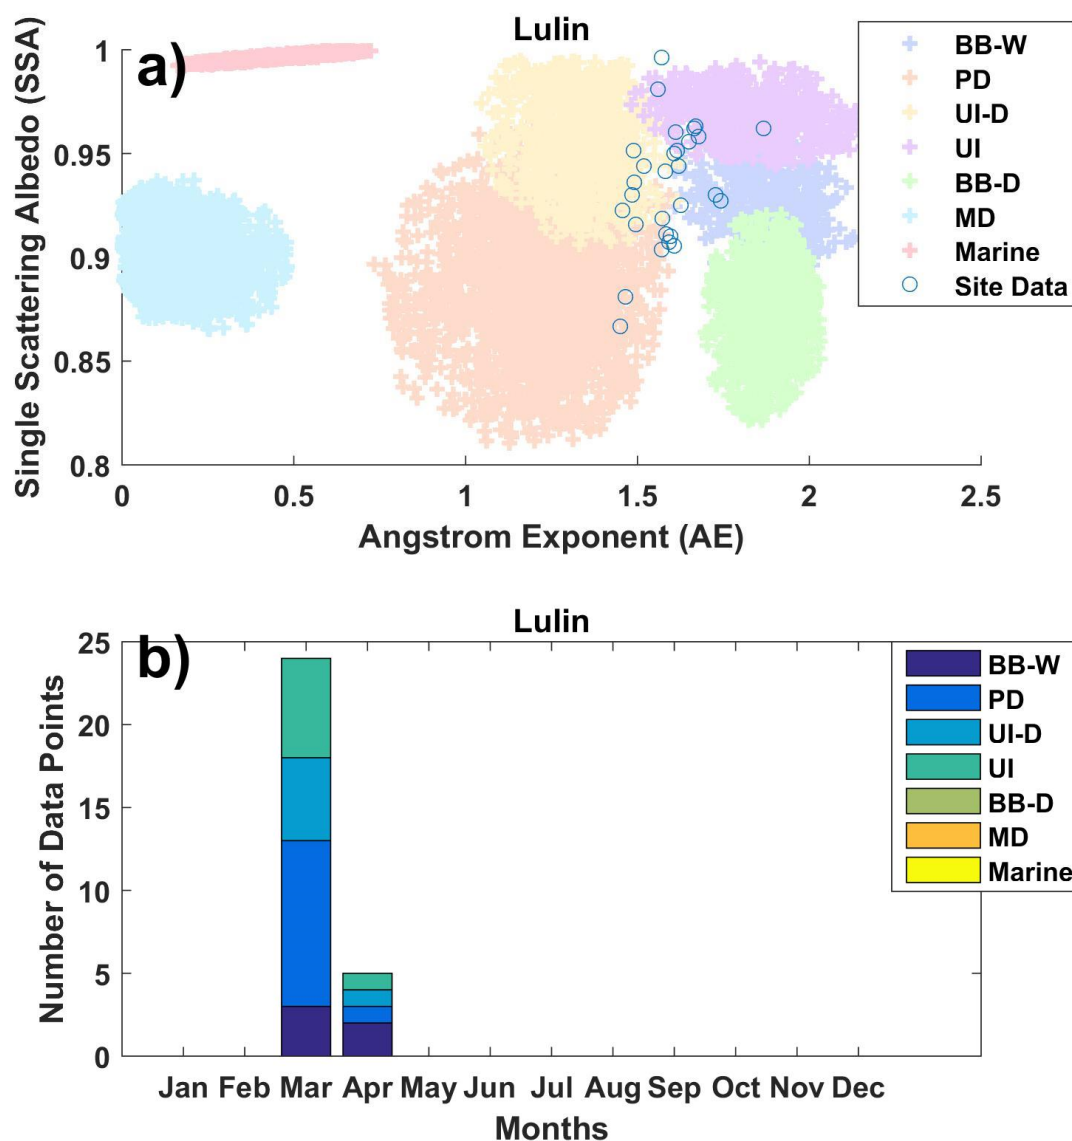 Lulin
a)
Single Scattering Albedo (SSA)
1
0.95
0.9
0.85
0.8
0
0.5
1
1.5
2
2.5
Angstrom Exponent (AE)
BB-W
PD
UI-D
UI
BB-D
MD
Marine
Site Data
Lulin
b)
Number of Data Points
25
20
15
10
5
0
Jan Feb Mar Apr May Jun Jul Aug Sep Oct Nov Dec
Months
BB-W
PD
UI-D
UI
BB-D
MD
Marine